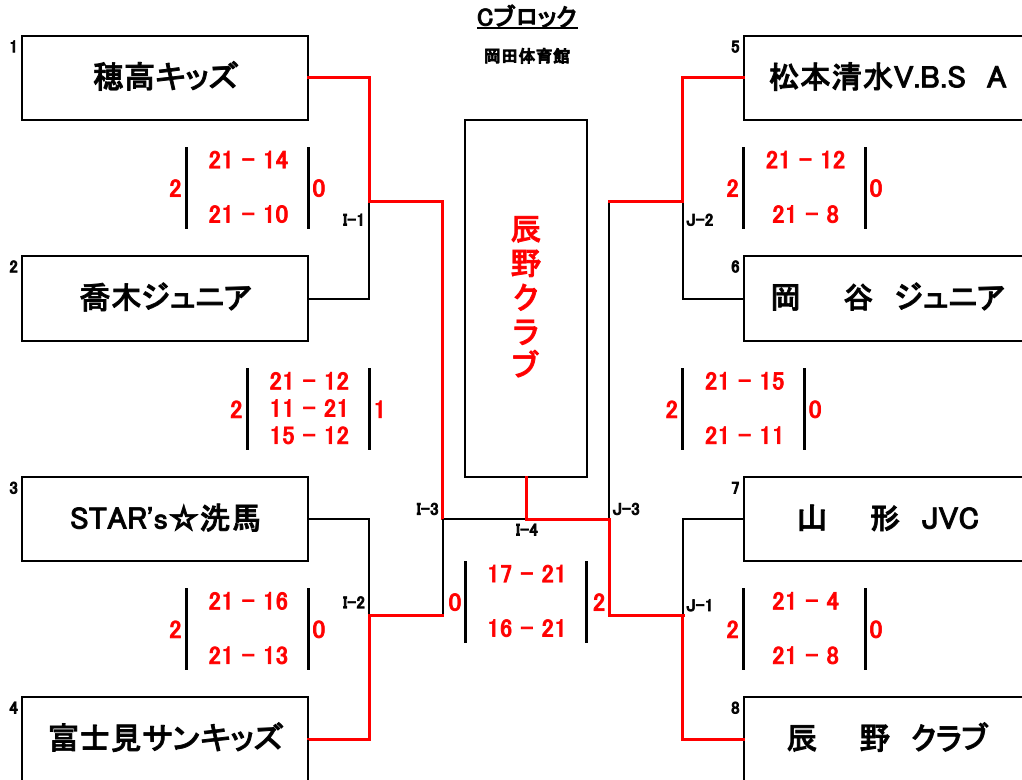 Cブロック
岡田体育館
1
穂高キッズ
5
松本清水V.B.S A
2 21 - 14 0
21 - 10
I-1
2 21 - 12 0
21 - 8
J-2
辰野クラブ
2
喬木ジュニア
6
岡 谷 ジュニア
21 - 12
2 11 - 21 1
15 - 12
21 - 15
2 0
21 - 11
3
STAR's☆洗馬
I-3
I-4
J-3
7
山 形 JVC
21 - 16
2 0
21 - 13
I-2
17 - 21
0 2
16 - 21
J-1
21 - 4
2 0
21 - 8
4
富士見サンキッズ
8
辰 野 クラブ